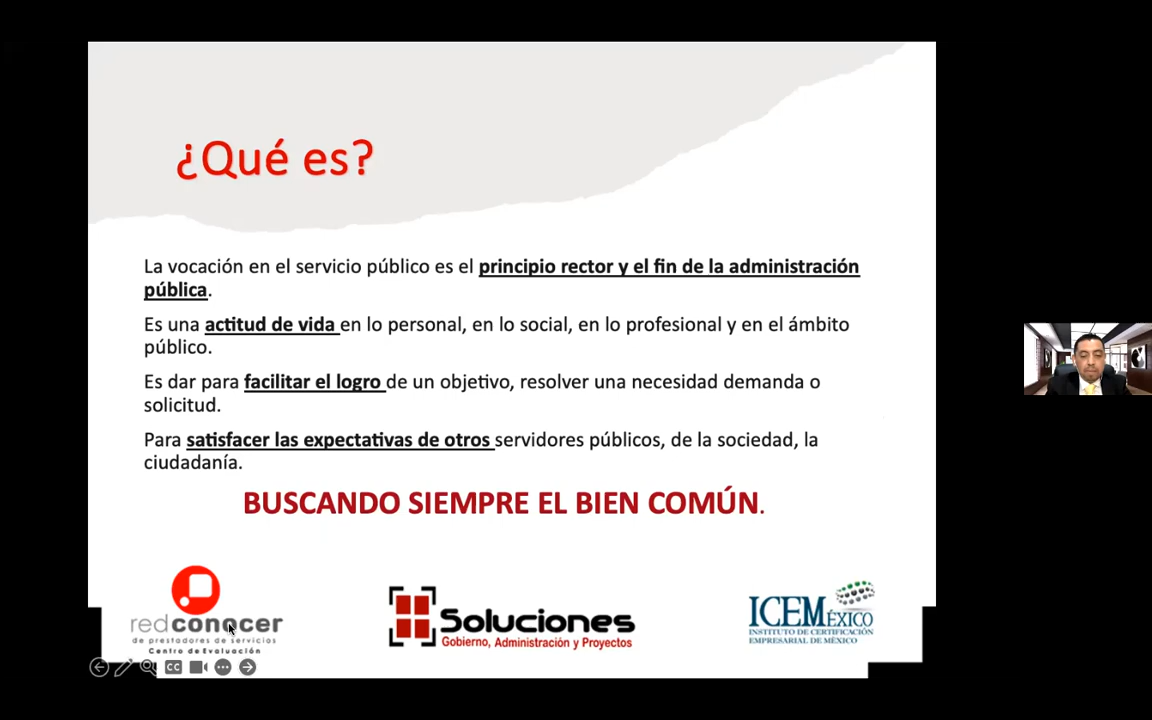 ¿Qué es?
La vocación en el servicio público es el principio rector y el fin de la administración
pública.
Es una actitud de vida en lo personal, en lo social, en lo profesional y en el ámbito
público.
Es dar para facilitar el logro de un objetivo, resolver una necesidad demanda o
solicitud.
Para satisfacer las expectativas de otros servidores públicos, de la sociedad, la
ciudadanía.
BUSCANDO SIEMPRE EL BIEN COMÚN.
redconocer
de prestadores de servicios
Centro de Evaluación
Soluciones
Gobierno, Administración y Proyectos
ICEMÉXICO
INSTITUTO DE CERTIFICACIÓN
EMPRESARIAL DE MÉXICO
CC